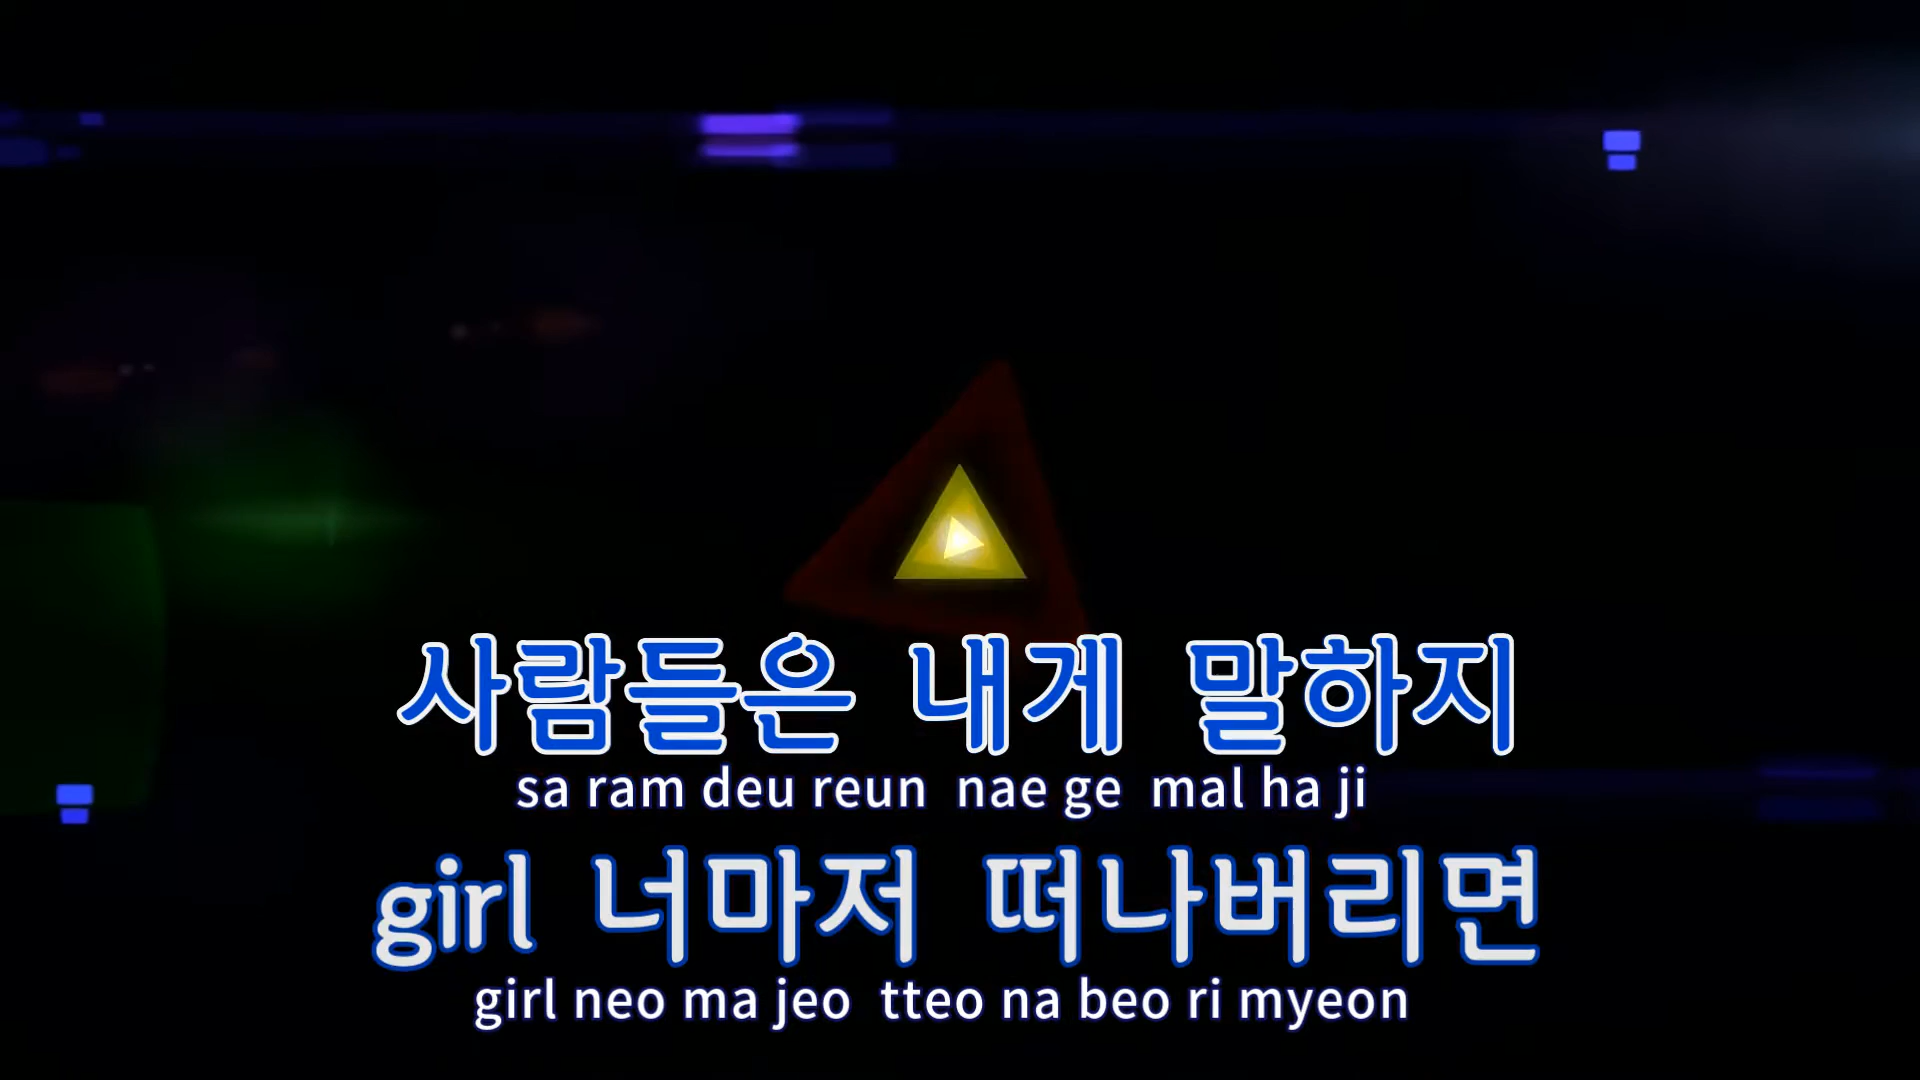 사람들은 내게 말하지
sa ram deu reun nae ge mal ha ji
girl 너마저 떠나버리면
girl neo ma jeo tteo na beo ri myeon